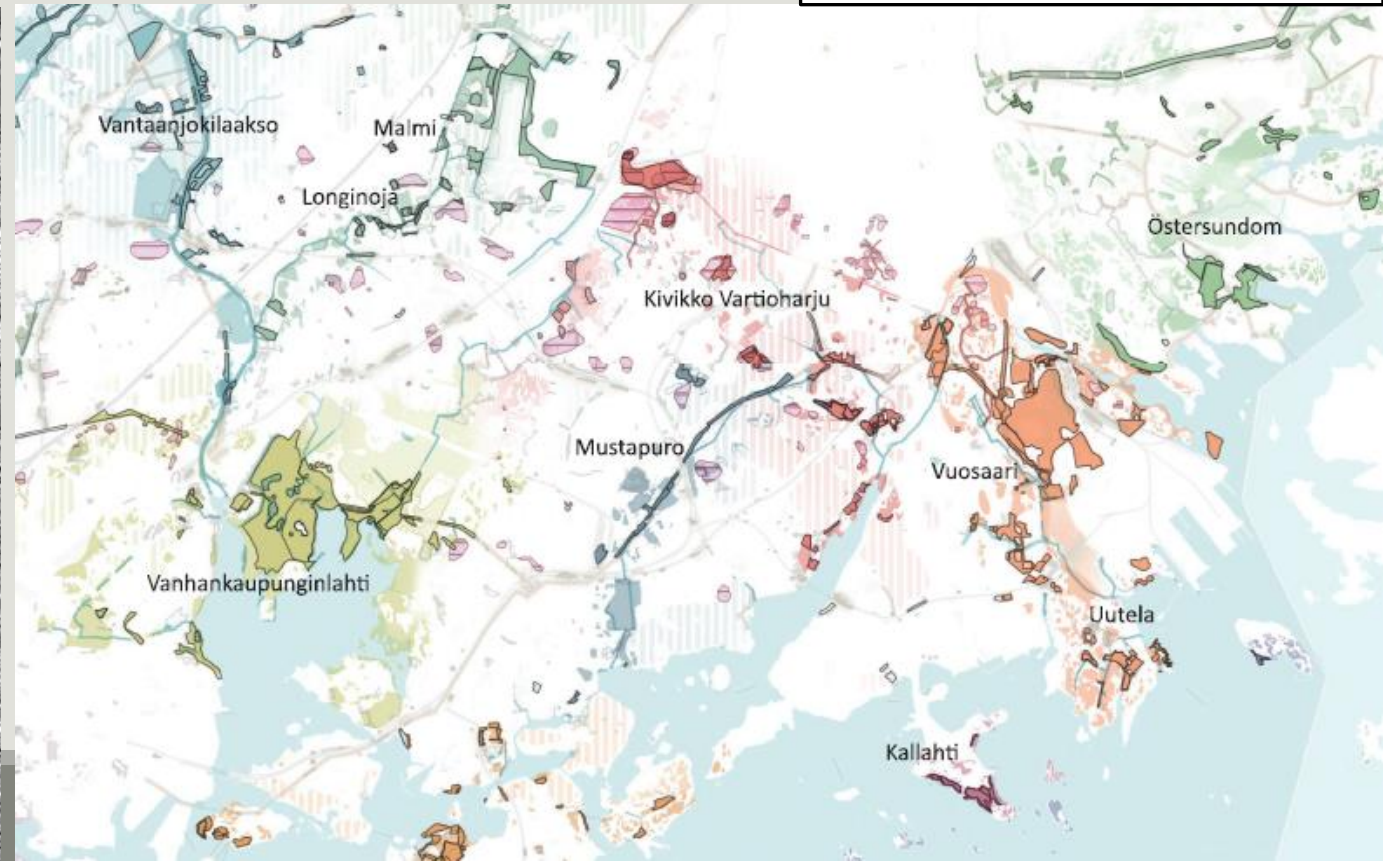 Vantaanjokilaakso
Malmi
Longinoja
Östersundom
Kivikko Vartioharju
Mustapuro
Vuosaari
Vanhankaupunginlahti
Uutela
Kallahti